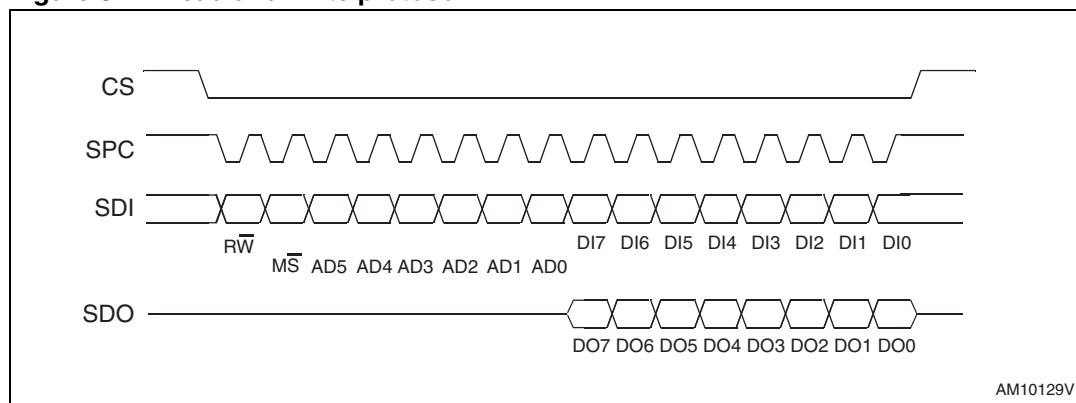 CS
SPC
SDI
RW̅
DI7 DI6 DI5 DI4 DI3 DI2 DI1 DI0
MS̅ AD5 AD4 AD3 AD2 AD1 AD0
SDO
DO7 DO6 DO5 DO4 DO3 DO2 DO1 DO0
AM10129V